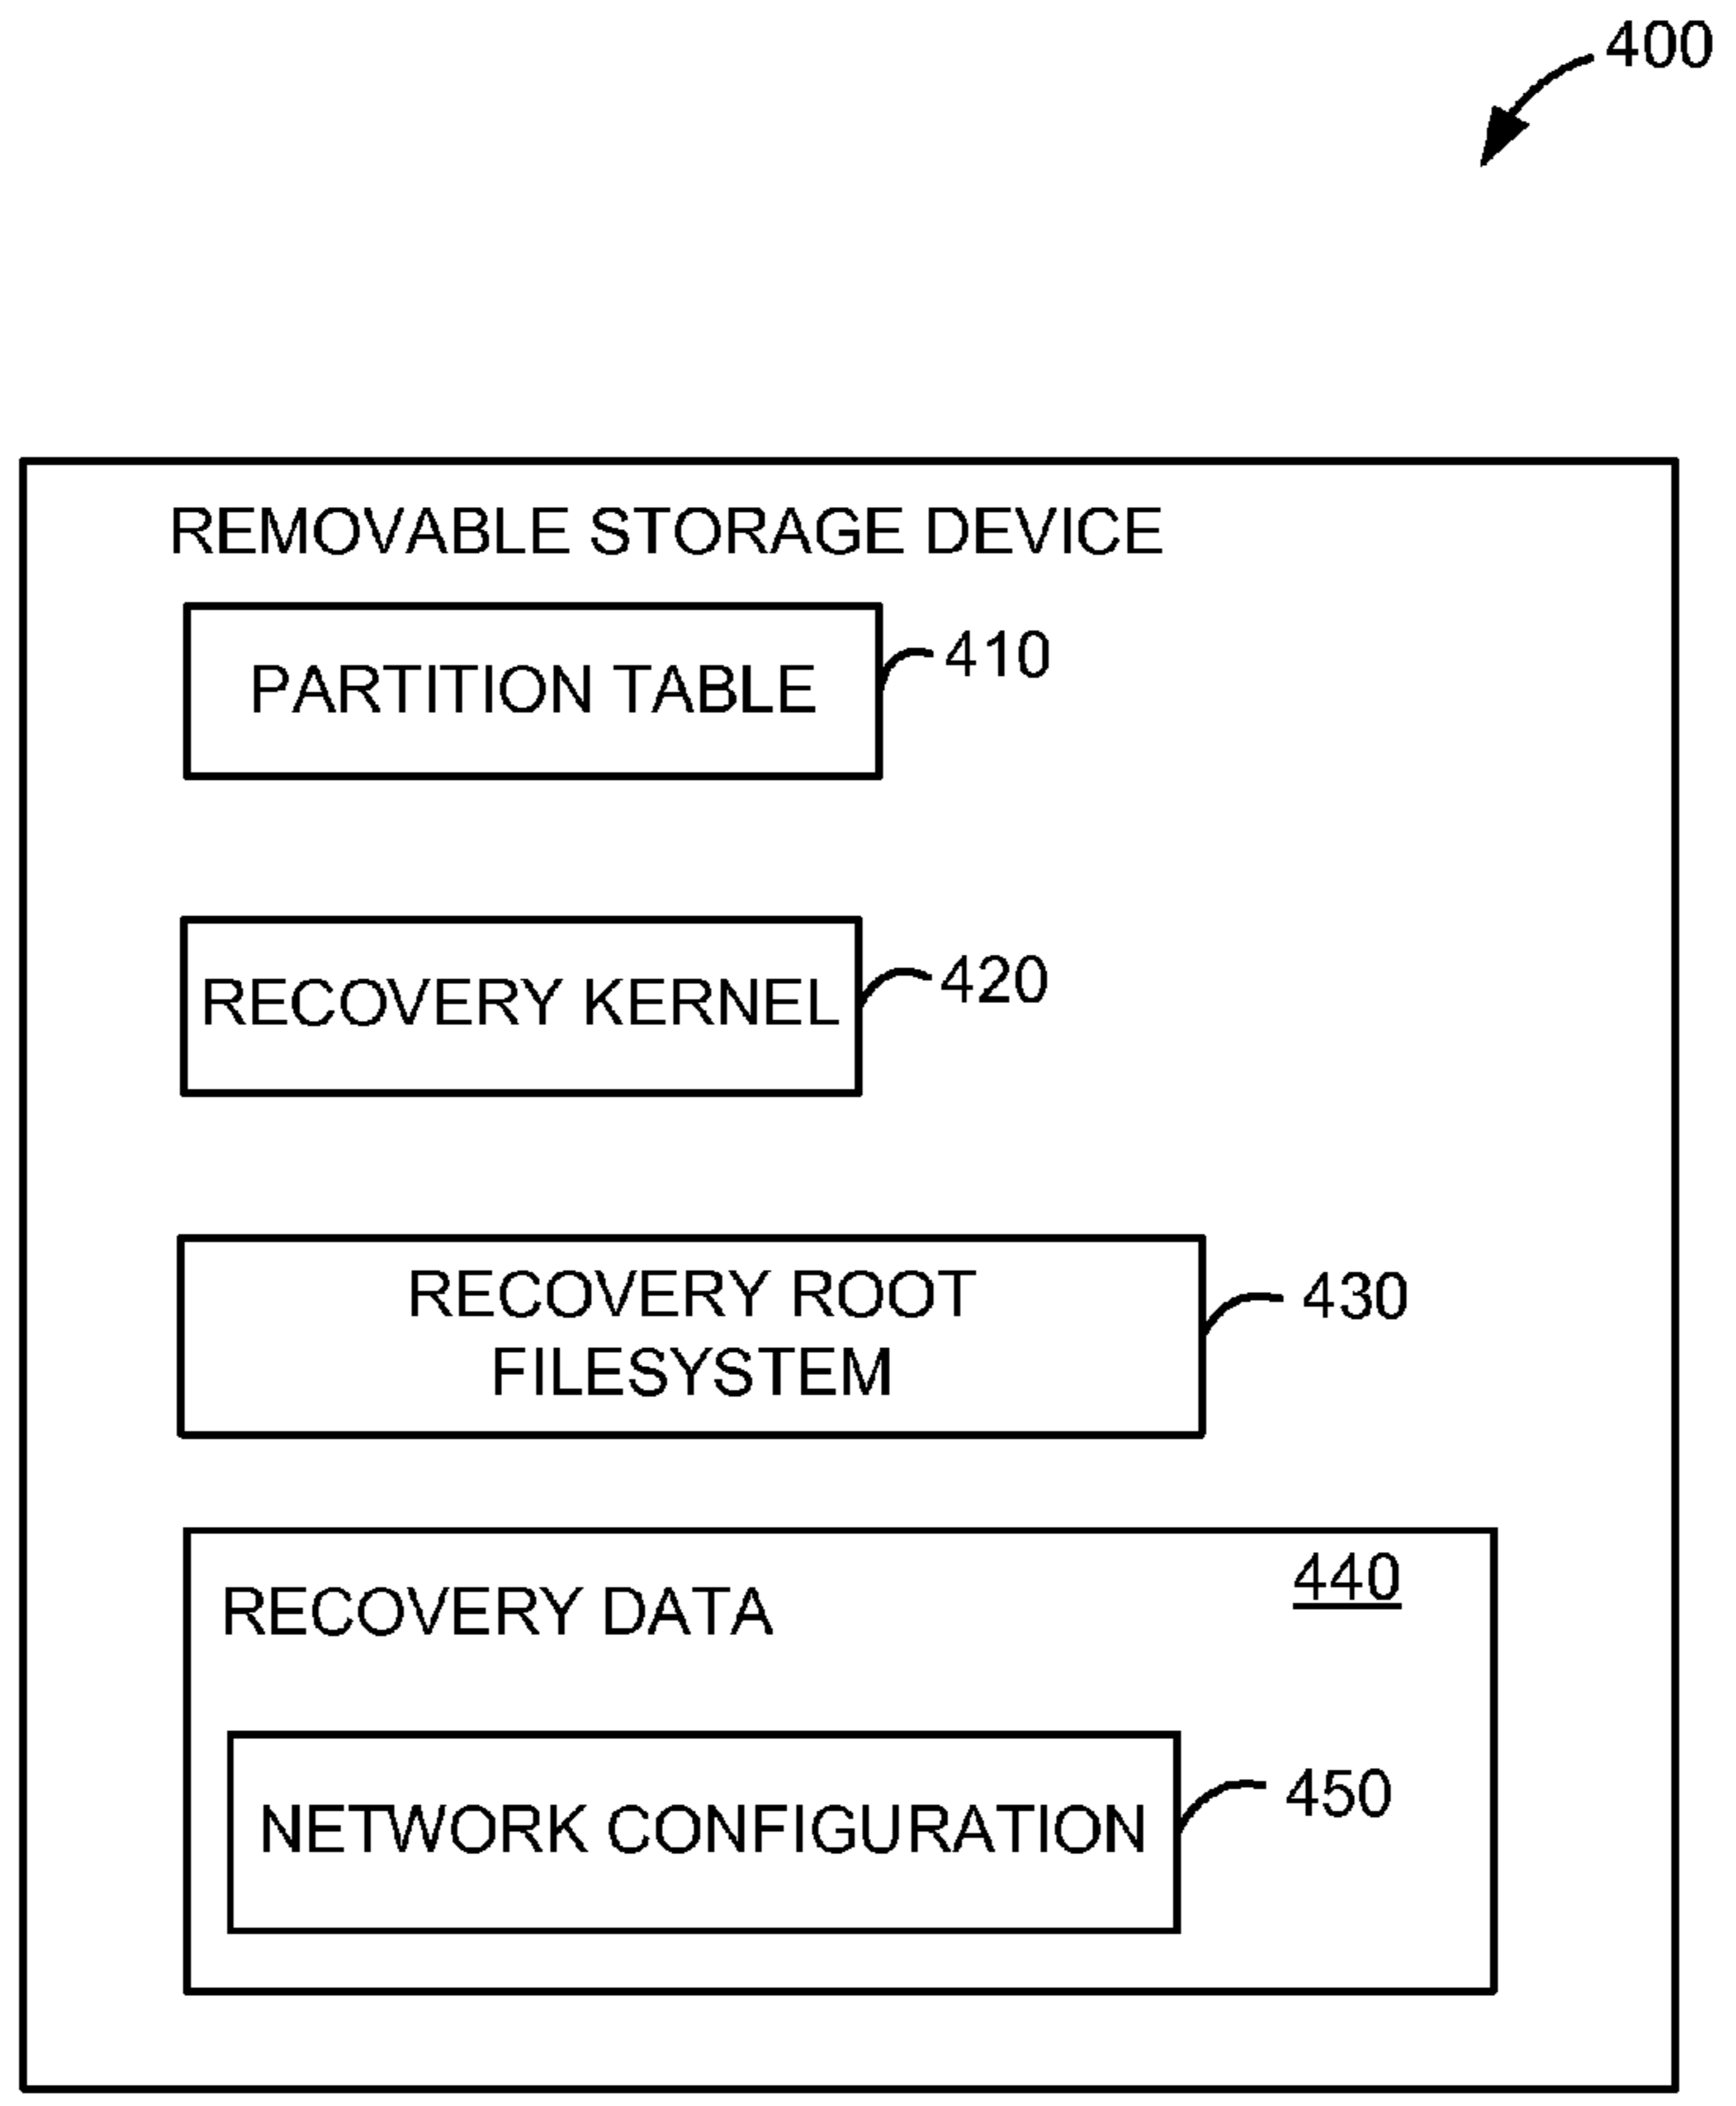 400
REMOVABLE STORAGE DEVICE
PARTITION TABLE
410
RECOVERY KERNEL
420
RECOVERY ROOT
FILESYSTEM
430
RECOVERY DATA
440
NETWORK CONFIGURATION
450